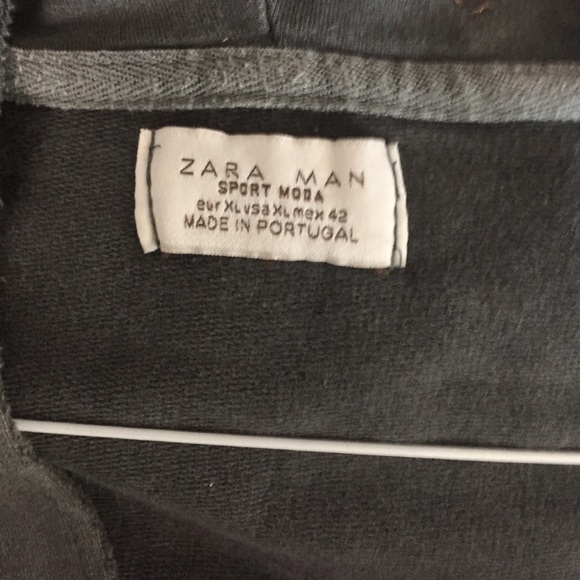 ZARA MAN
SPORT MODA
eur XL usa XL mex 42
MADE IN PORTUGAL